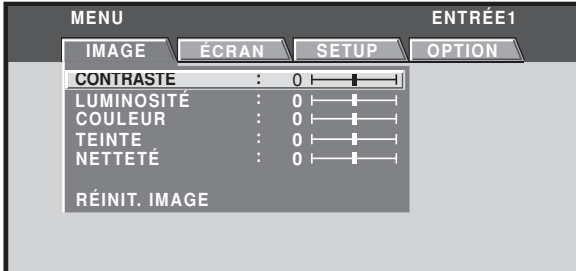 MENU ENTRÉE1
IMAGE ÉCRAN SETUP OPTION
CONTRASTE : 0
LUMINOSITÉ : 0
COULEUR : 0
TEINTE : 0
NETTETÉ : 0
RÉINIT. IMAGE